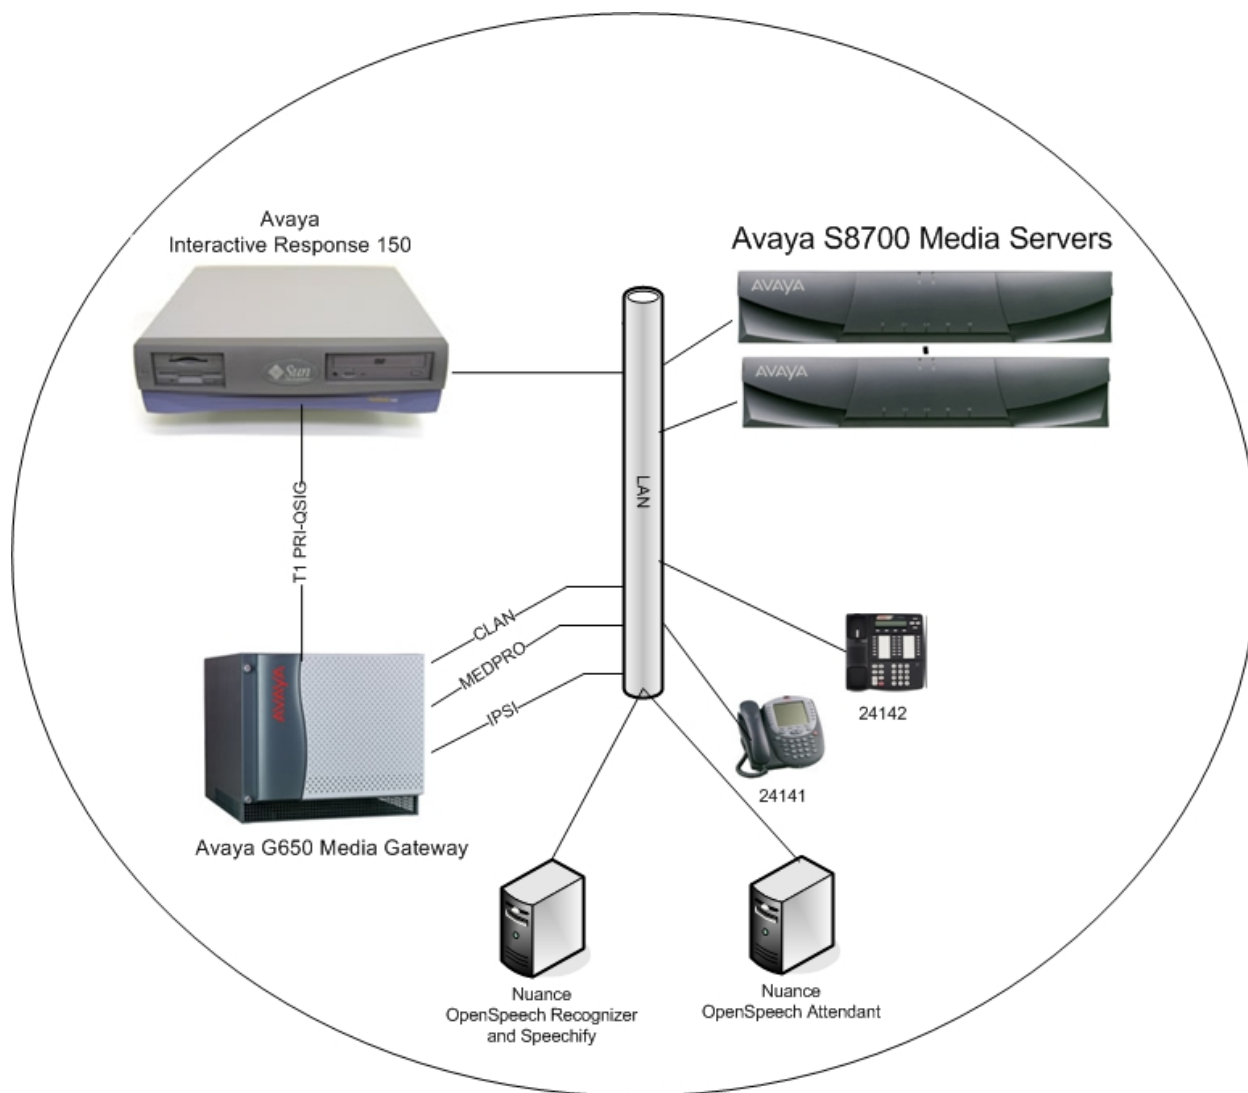 Avaya
Interactive Response 150
Avaya S8700 Media Servers
AVAYA
AVAYA
Sun
LAN
T1 PRI-QSIG
CLAN
MEDPRO
IPSI
AVAYA
Avaya G650 Media Gateway
24142
24141
Nuance
OpenSpeech Recognizer
and Speechify
Nuance
OpenSpeech Attendant